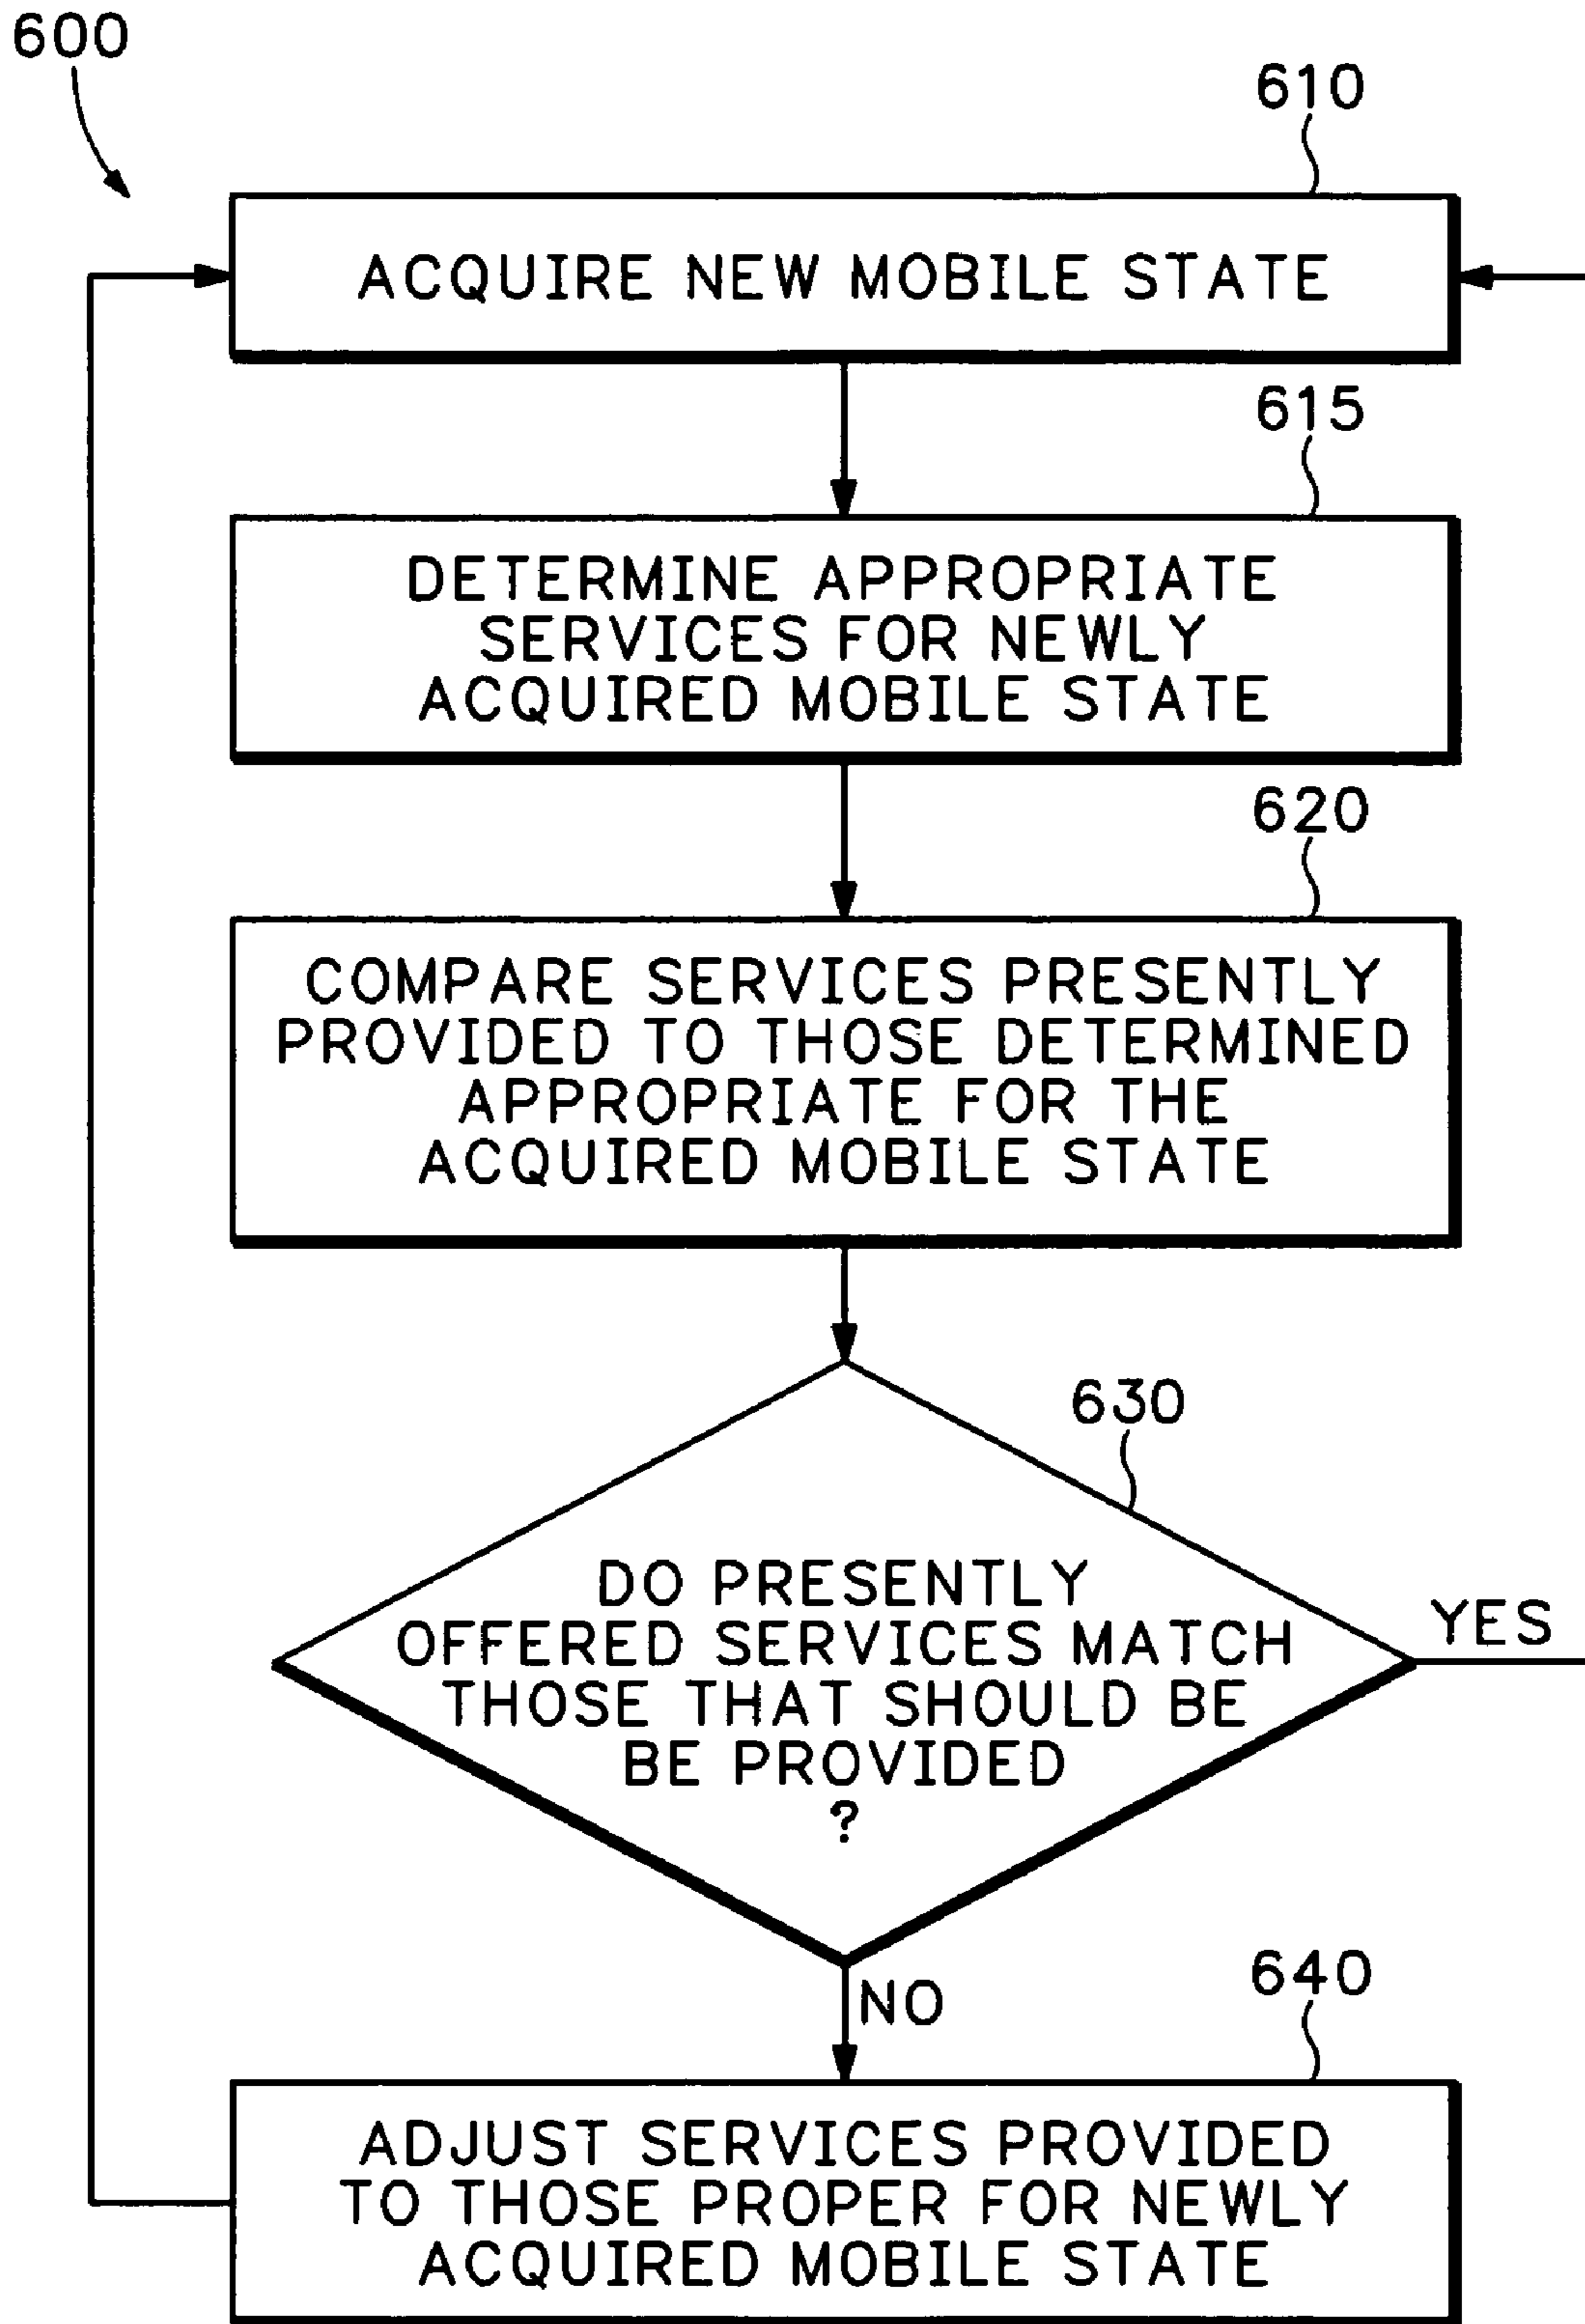 600
610
ACQUIRE NEW MOBILE STATE
615
DETERMINE APPROPRIATE
SERVICES FOR NEWLY
ACQUIRED MOBILE STATE
620
COMPARE SERVICES PRESENTLY
PROVIDED TO THOSE DETERMINED
APPROPRIATE FOR THE
ACQUIRED MOBILE STATE
630
DO PRESENTLY
OFFERED SERVICES MATCH
THOSE THAT SHOULD BE
BE PROVIDED
?
YES
NO
640
ADJUST SERVICES PROVIDED
TO THOSE PROPER FOR NEWLY
ACQUIRED MOBILE STATE